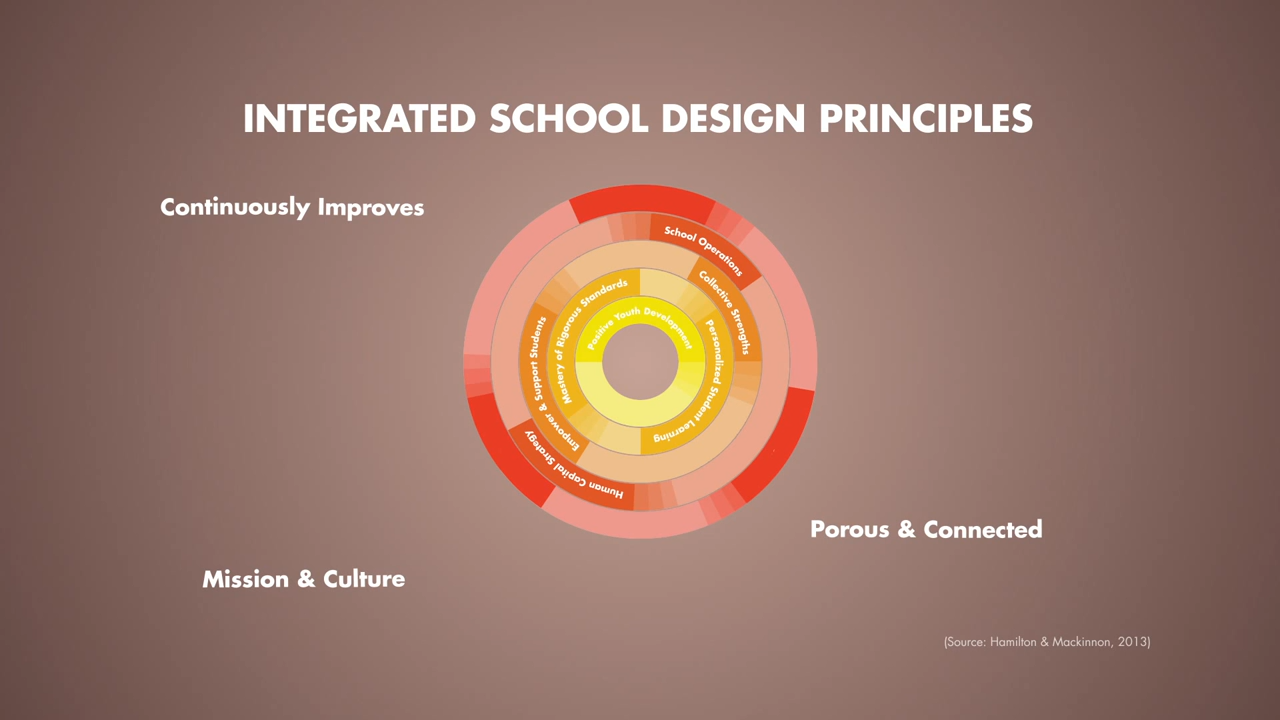 INTEGRATED SCHOOL DESIGN PRINCIPLES
Continuously Improves
School Operations
Collective Strengths
Mastery of Rigorous Standards
Positive Youth Development
Personalized Student Learning
Empower & Support Students
Human Capital Strategy
Porous & Connected
Mission & Culture
(Source: Hamilton & Mackinnon, 2013)